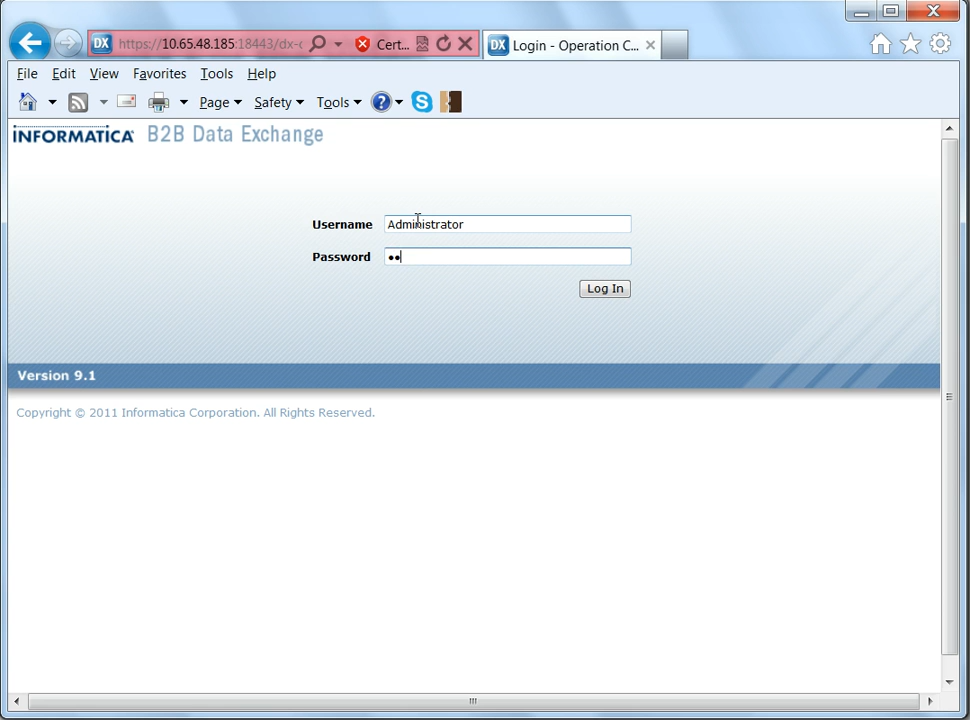 DX https://10.65.48.185:18443/dx-c Cert... DX Login - Operation C...
File Edit View Favorites Tools Help
Page Safety Tools
INFORMATICA B2B Data Exchange
Username Administrator
Password ••
Log In
Version 9.1
Copyright © 2011 Informatica Corporation. All Rights Reserved.